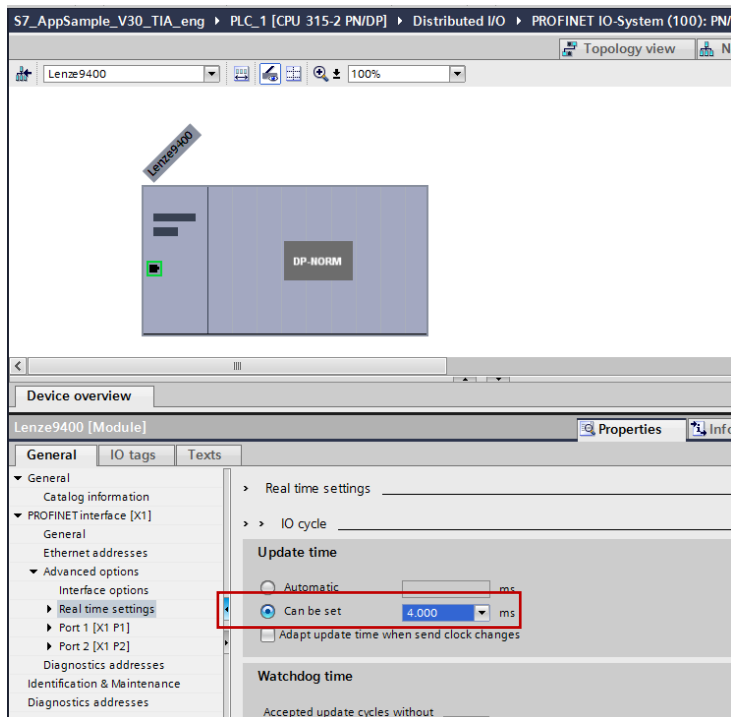 S7_AppSample_V30_TIA_eng ▸ PLC_1 [CPU 315-2 PN/DP] ▸ Distributed I/O ▸ PROFINET IO-System (100): PN/
Topology view N
Lenze9400 100%
Lenze9400
DP-NORM
Device overview
Lenze9400 [Module] Properties Info
General IO tags Texts
General
Catalog information
PROFINET interface [X1]
General
Ethernet addresses
Advanced options
Interface options
Real time settings
Port 1 [X1 P1]
Port 2 [X1 P2]
Diagnostics addresses
Identification & Maintenance
Diagnostics addresses
Real time settings
IO cycle
Update time
Automatic ms
Can be set 4.000 ms
Adapt update time when send clock changes
Watchdog time
Accepted update cycles without